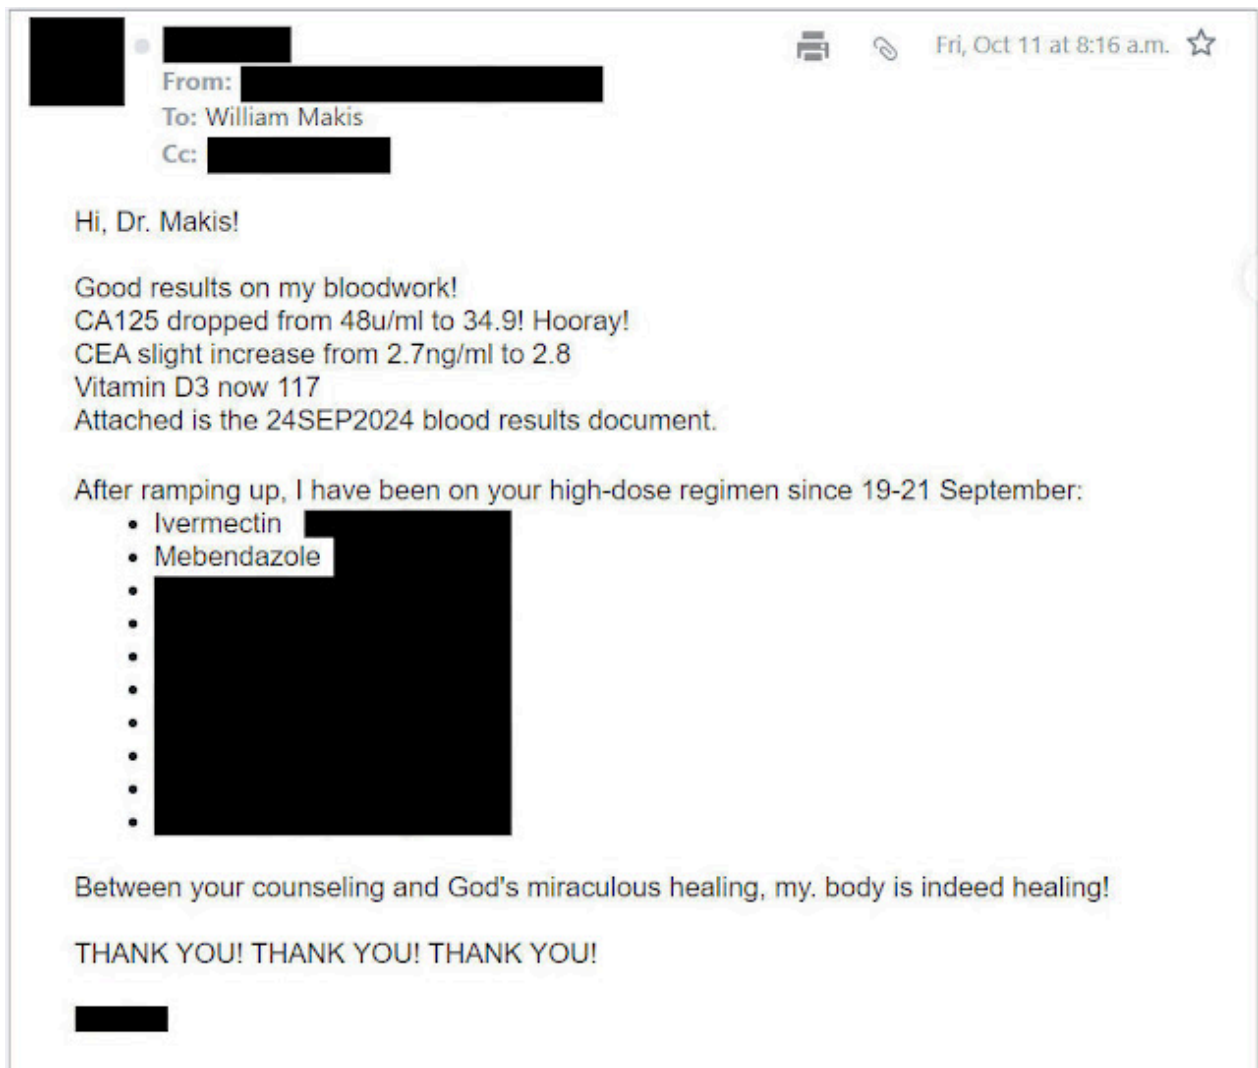 Fri, Oct 11 at 8:16 a.m.
From:
To: William Makis
Cc:
Hi, Dr. Makis!
Good results on my bloodwork!
CA125 dropped from 48u/ml to 34.9! Hooray!
CEA slight increase from 2.7ng/ml to 2.8
Vitamin D3 now 117
Attached is the 24SEP2024 blood results document.
After ramping up, I have been on your high-dose regimen since 19-21 September:
• Ivermectin
• Mebendazole
•
•
•
•
•
•
•
•
Between your counseling and God's miraculous healing, my. body is indeed healing!
THANK YOU! THANK YOU! THANK YOU!